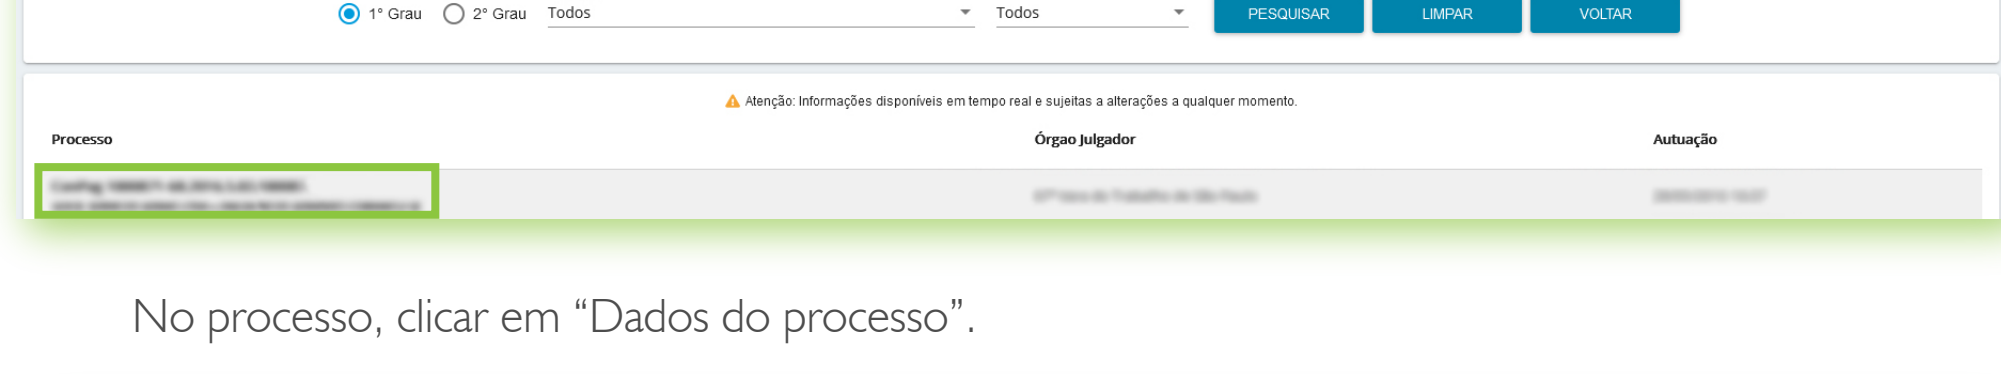 1° Grau 2° Grau Todos Todos PESQUISAR LIMPAR VOLTAR
Atenção: Informações disponíveis em tempo real e sujeitas a alterações a qualquer momento.
Processo Órgao Julgador Autuação
No processo, clicar em “Dados do processo”.